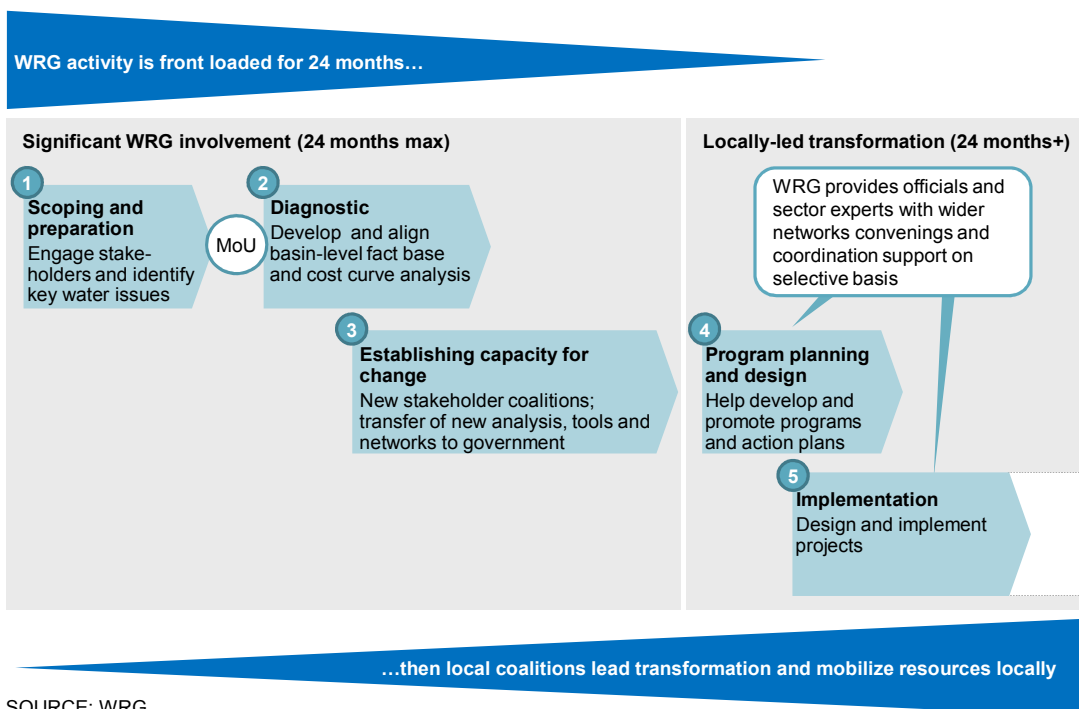 WRG activity is front loaded for 24 months…
Significant WRG involvement (24 months max)
1
Scoping and
preparation
Engage stake-
holders and identify
key water issues
MoU
2
Diagnostic
Develop and align
basin-level fact base
and cost curve analysis
3
Establishing capacity for
change
New stakeholder coalitions;
transfer of new analysis, tools and
networks to government
Locally-led transformation (24 months+)
WRG provides officials and
sector experts with wider
networks convenings and
coordination support on
selective basis
4
Program planning
and design
Help develop and
promote programs
and action plans
5
Implementation
Design and implement
projects
…then local coalitions lead transformation and mobilize resources locally
SOURCE: WRG